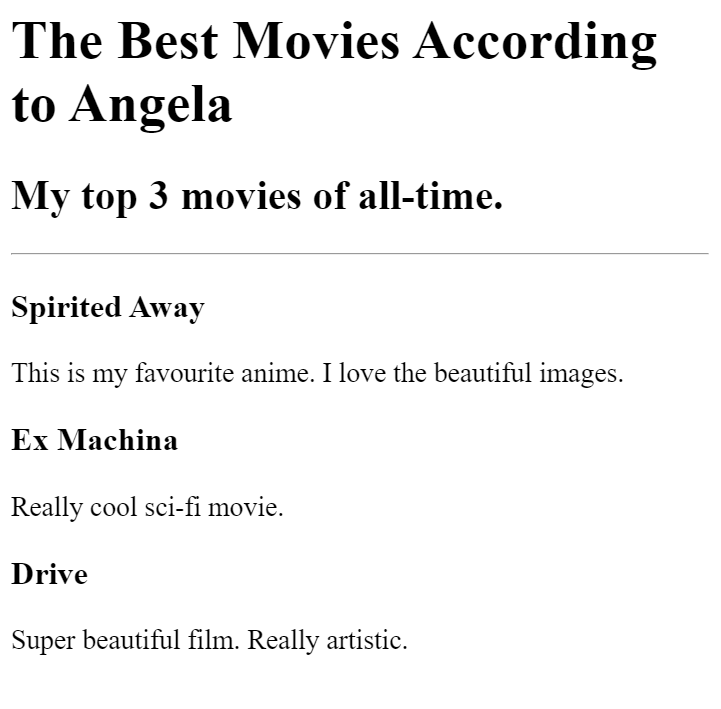 The Best Movies According
to Angela
My top 3 movies of all-time.
Spirited Away
This is my favourite anime. I love the beautiful images.
Ex Machina
Really cool sci-fi movie.
Drive
Super beautiful film. Really artistic.